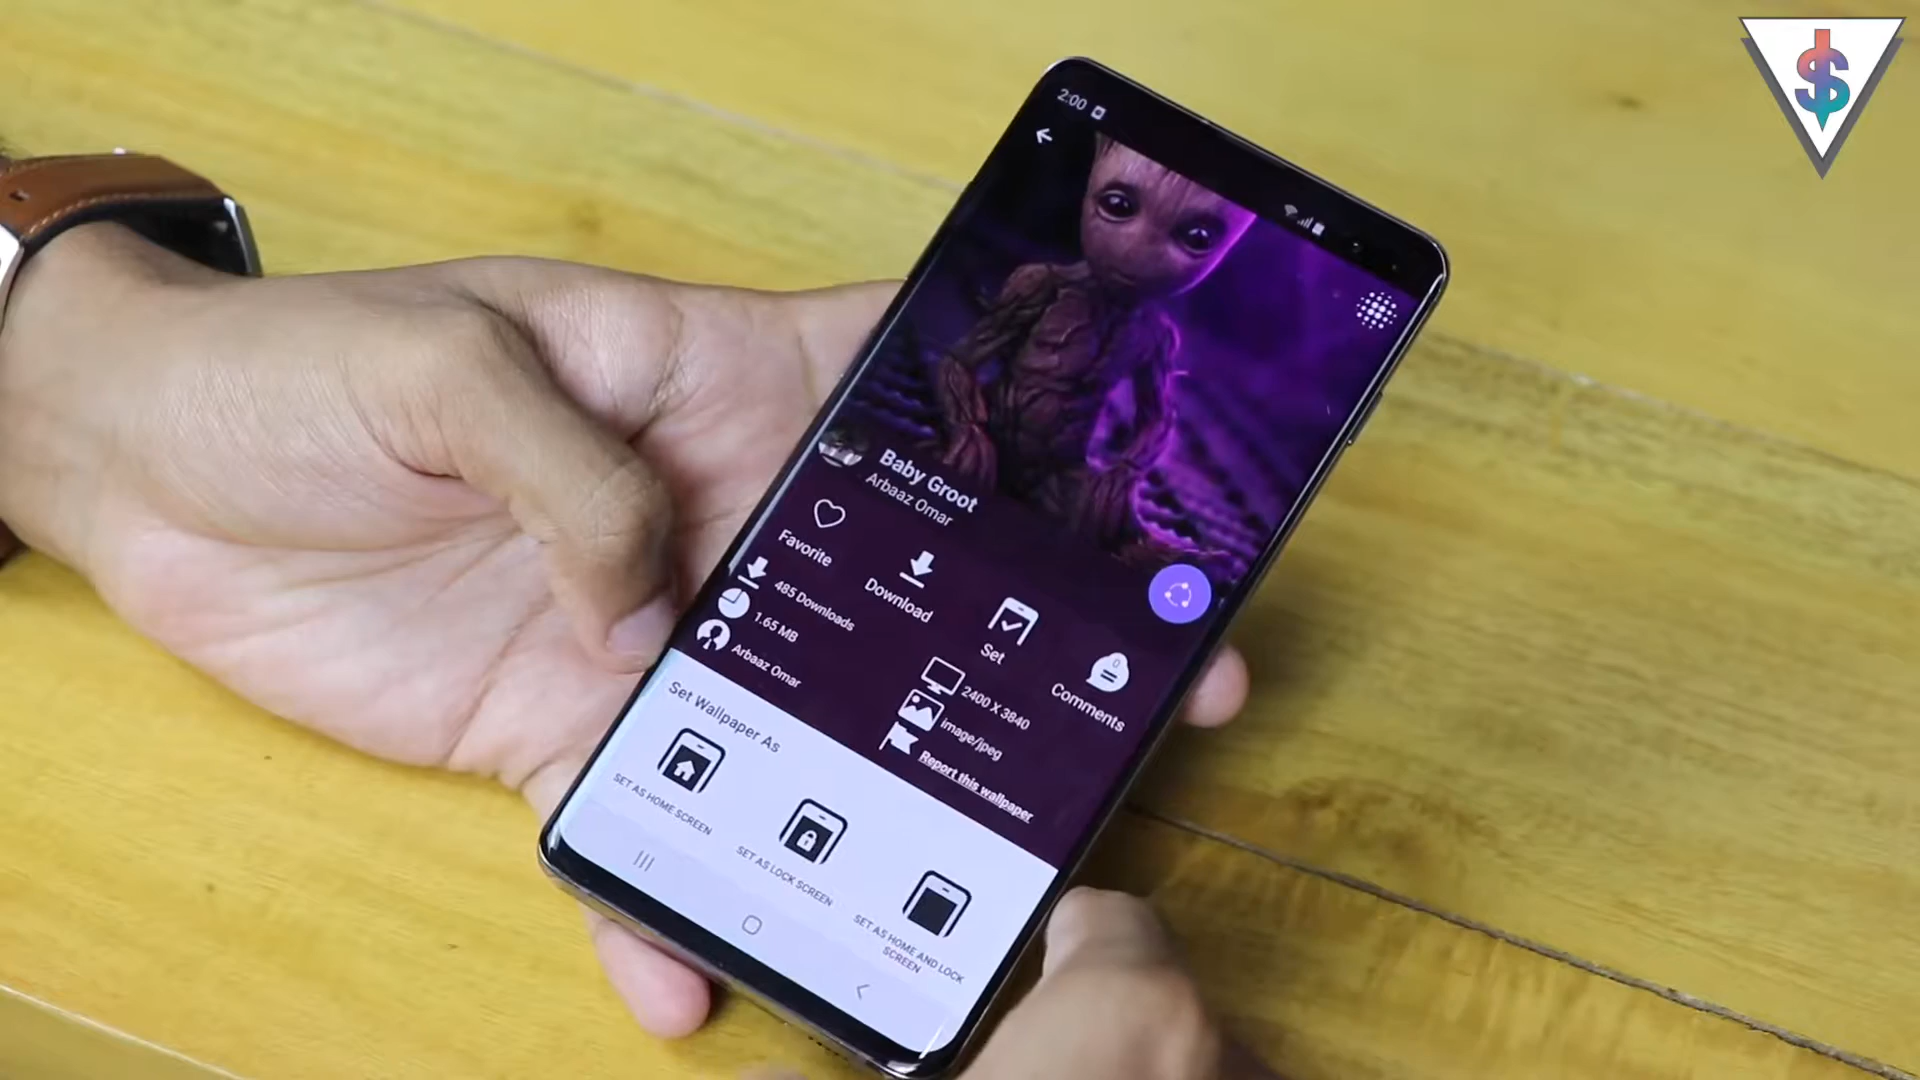 2:00
Baby Groot
Arbaaz Omar
Favorite
Download
Set
0
Comments
485 Downloads
1.65 MB
Arbaaz Omar
2400 X 3840
image/jpeg
Report this wallpaper
Set Wallpaper As
SET AS HOME SCREEN
SET AS LOCK SCREEN
SET AS HOME AND LOCK
SCREEN
$